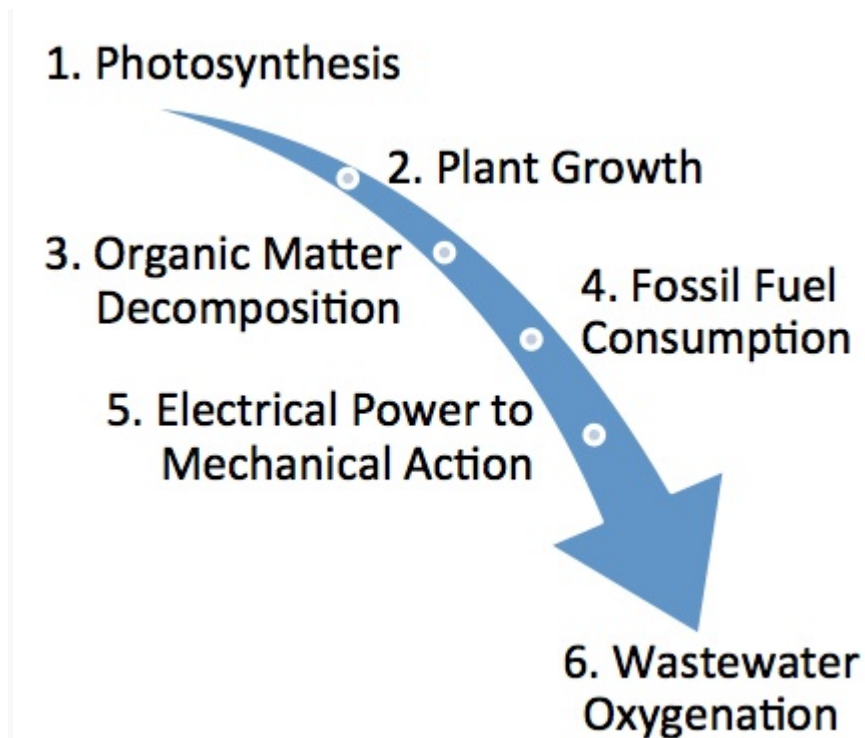 1. Photosynthesis
2. Plant Growth
3. Organic Matter
Decomposition
4. Fossil Fuel
Consumption
5. Electrical Power to
Mechanical Action
6. Wastewater
Oxygenation